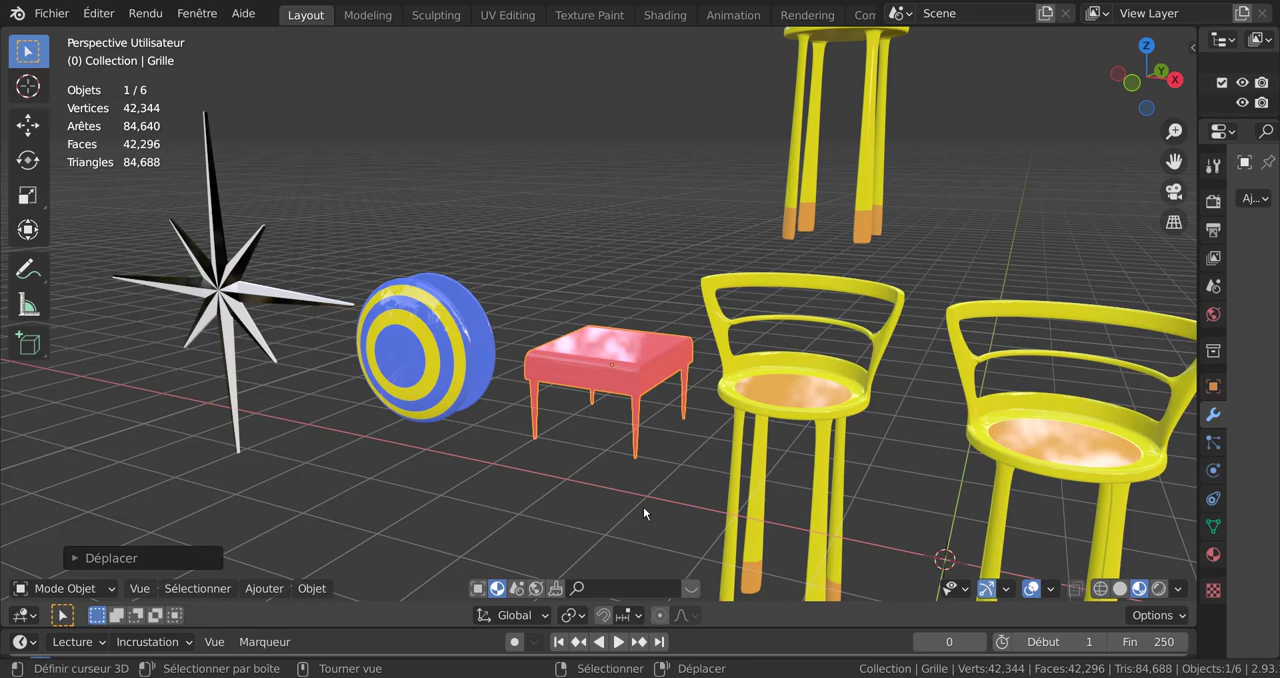 Fichier Éditer Rendu Fenêtre Aide Layout Modeling Sculpting UV Editing Texture Paint Shading Animation Rendering Com Scene View Layer
Perspective Utilisateur
(0) Collection | Grille
Objets 1 / 6
Vertices 42,344
Arêtes 84,640
Faces 42,296
Triangles 84,688
Z
Y
X
Aj...
Déplacer
Mode Objet Vue Sélectionner Ajouter Objet
Global Options
Lecture Incrustation Vue Marqueur 0 Début 1 Fin 250
Définir curseur 3D Sélectionner par boîte Tourner vue Sélectionner Déplacer Collection | Grille | Verts:42,344 | Faces:42,296 | Tris:84,688 | Objects:1/6 | 2.93.